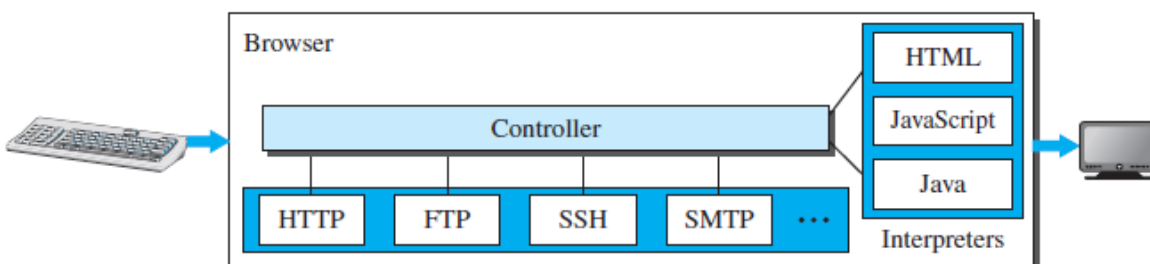 Browser
HTML
JavaScript
Controller
Java
HTTP
FTP
SSH
SMTP
...
Interpreters